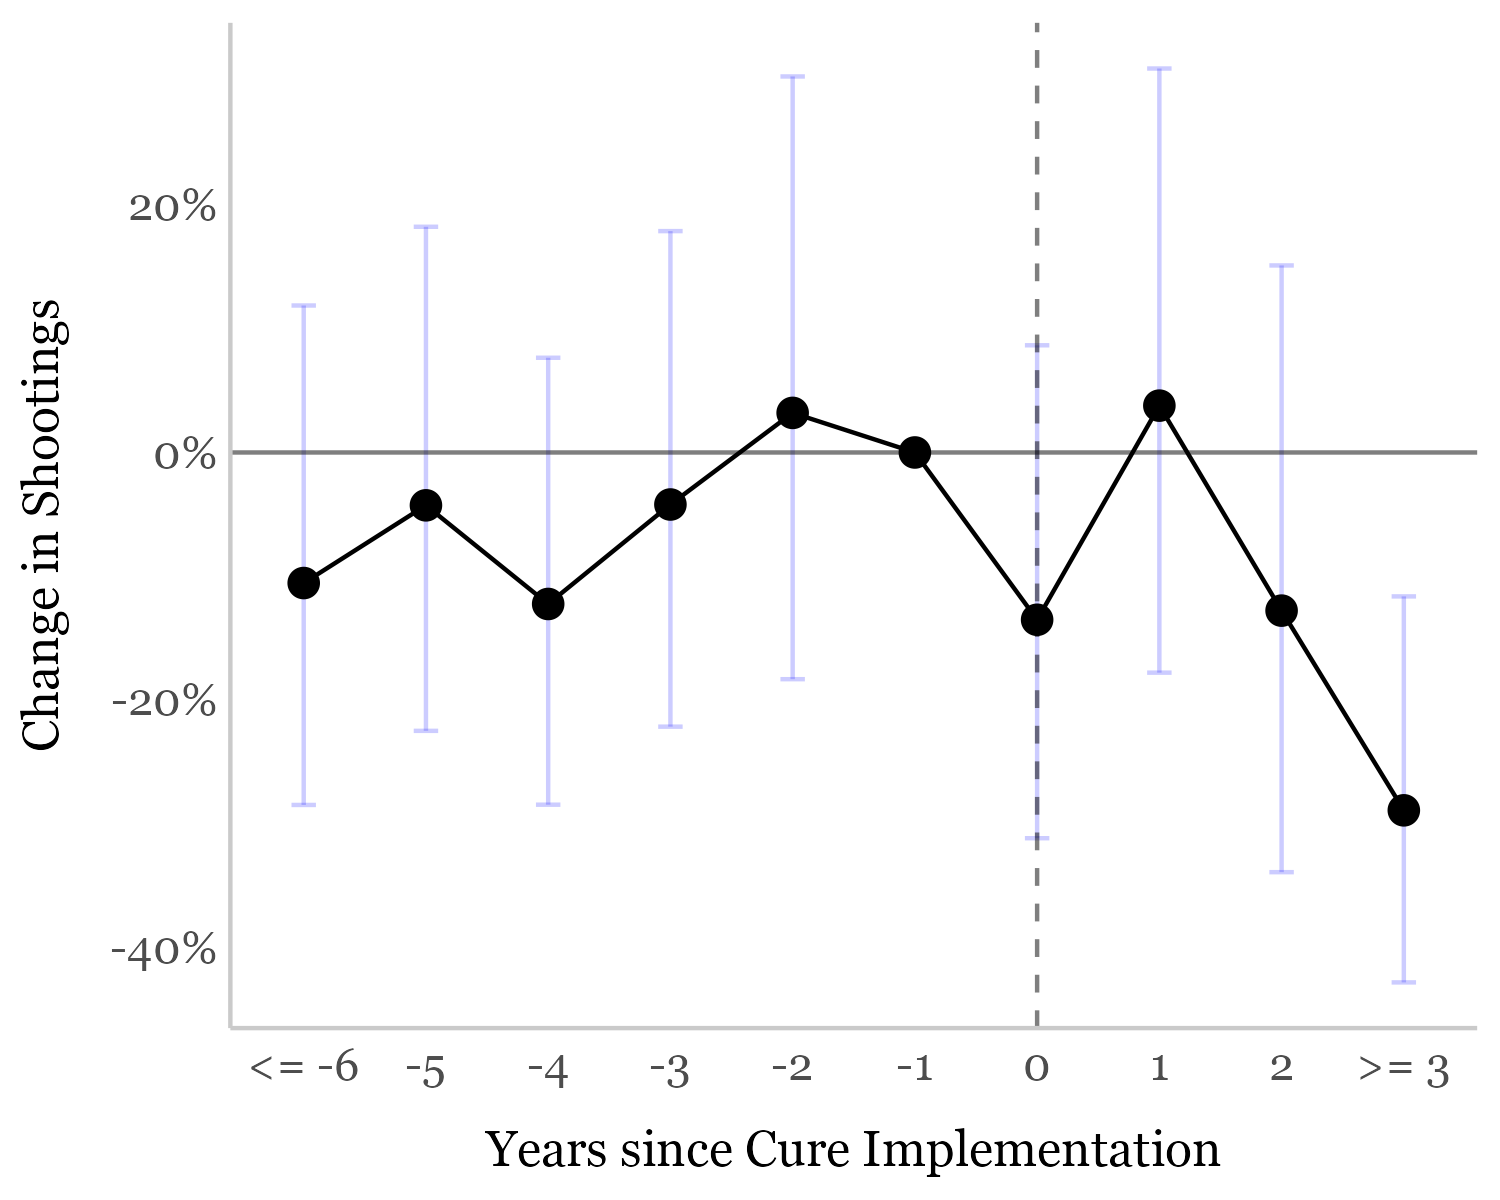 Change in Shootings
20%
0%
-20%
-40%
<= -6 -5 -4 -3 -2 -1 0 1 2 >= 3
Years since Cure Implementation